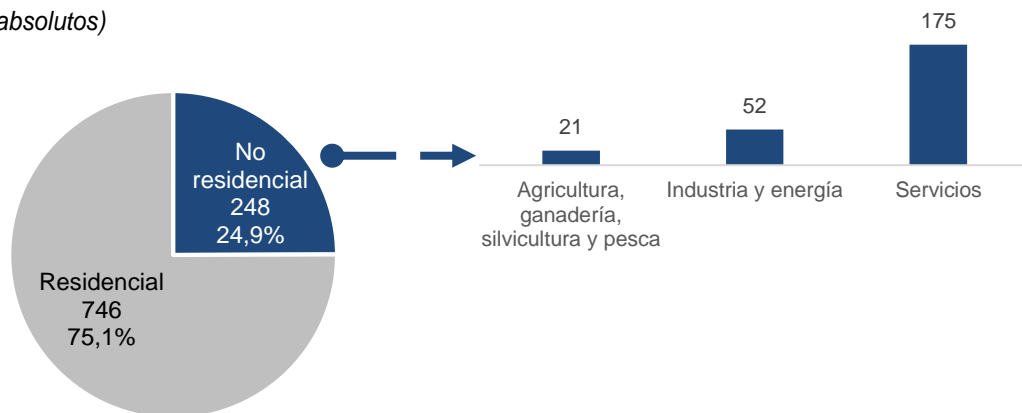 absolutos)
No
residencial
248
24,9%
Residencial
746
75,1%
21
52
175
Agricultura,
ganadería,
silvicultura y pesca
Industria y energía
Servicios